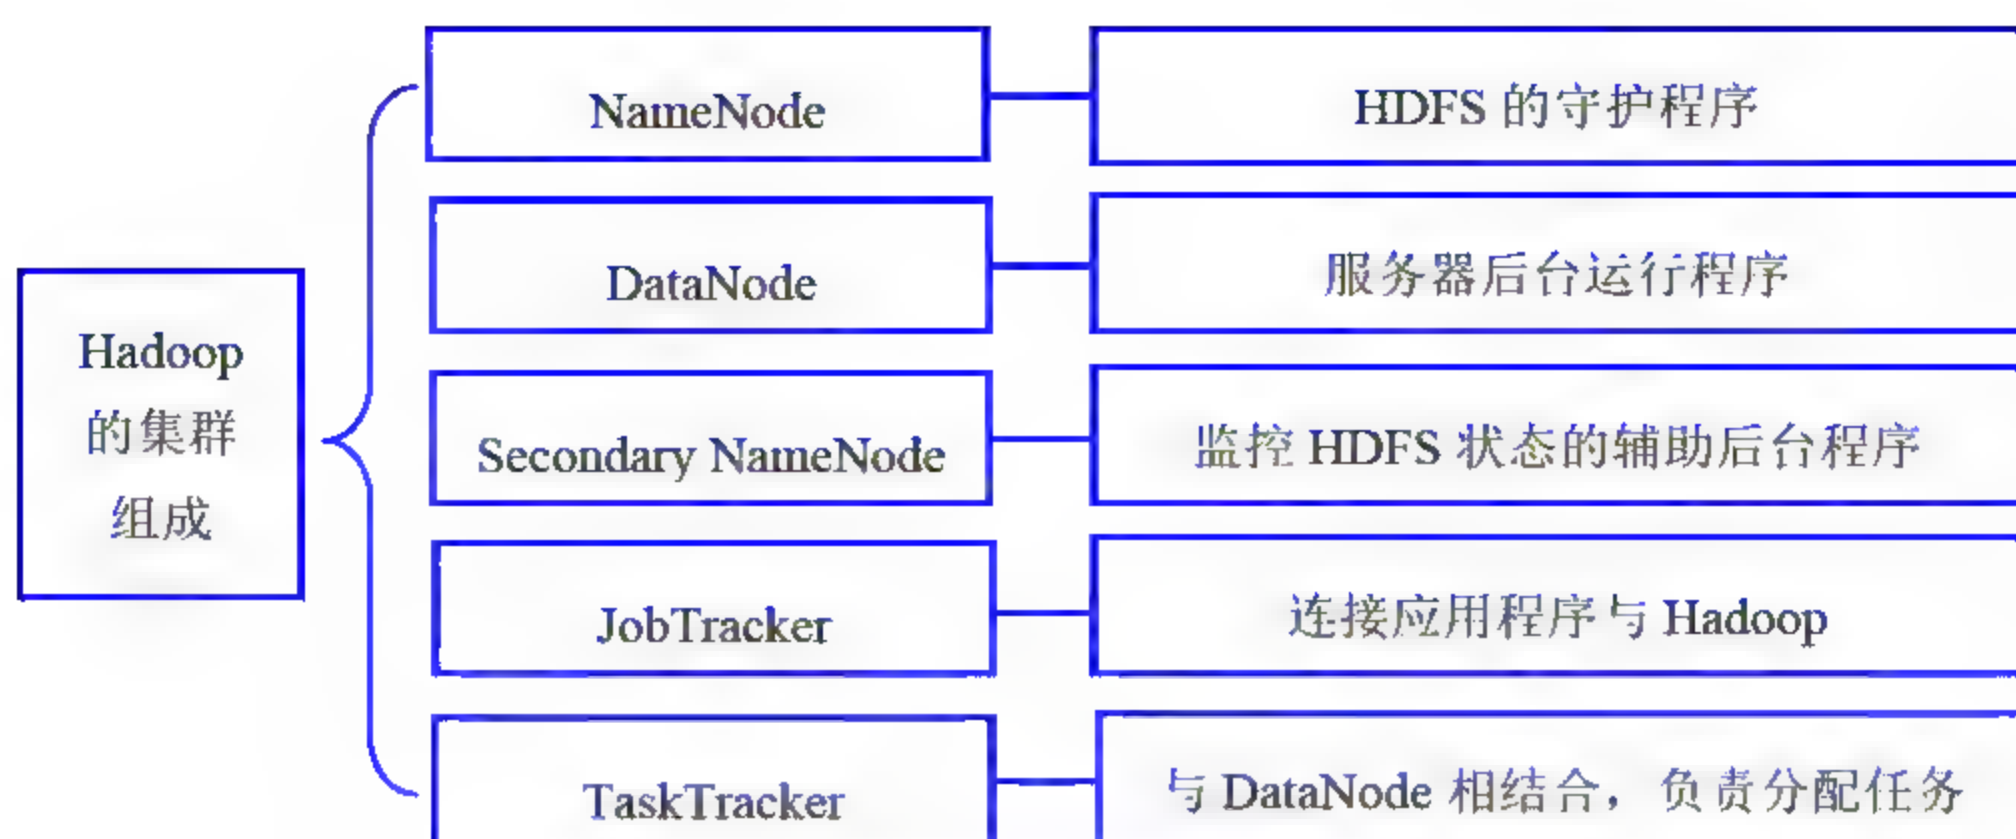 NameNode
HDFS 的守护程序
DataNode
服务器后台运行程序
Hadoop
的集群
组成
Secondary NameNode
监控 HDFS 状态的辅助后台程序
JobTracker
连接应用程序与 Hadoop
TaskTracker
与 DataNode 相结合，负责分配任务